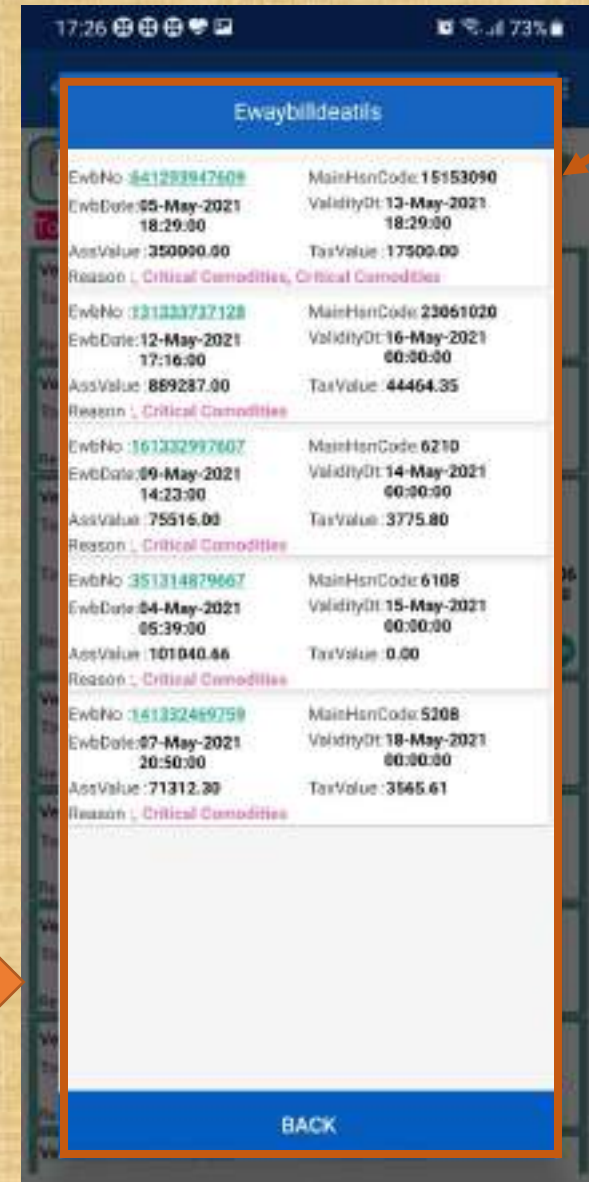 17:26
73%
Ewaybilldeatils
EwbNo :641293947609 MainHsnCode:15153090
EwbDate:05-May-2021 ValidityDt:13-May-2021
18:29:00 18:29:00
AssValue :350000.00 TaxValue :17500.00
Reason :, Critical Comodities, Critical Comodities
EwbNo :131333737128 MainHsnCode:23061020
EwbDate:12-May-2021 ValidityDt:16-May-2021
17:16:00 00:00:00
AssValue :889287.00 TaxValue :44464.35
Reason :, Critical Comodities
EwbNo :161332997607 MainHsnCode:6210
EwbDate:09-May-2021 ValidityDt:14-May-2021
14:23:00 00:00:00
AssValue :75516.00 TaxValue :3775.80
Reason :, Critical Comodities
EwbNo :351314879667 MainHsnCode:6108
EwbDate:04-May-2021 ValidityDt:15-May-2021
05:39:00 00:00:00
AssValue :101040.66 TaxValue :0.00
Reason :, Critical Comodities
EwbNo :141332469759 MainHsnCode:5208
EwbDate:07-May-2021 ValidityDt:18-May-2021
20:50:00 00:00:00
AssValue :71312.30 TaxValue :3565.61
Reason :, Critical Comodities
BACK